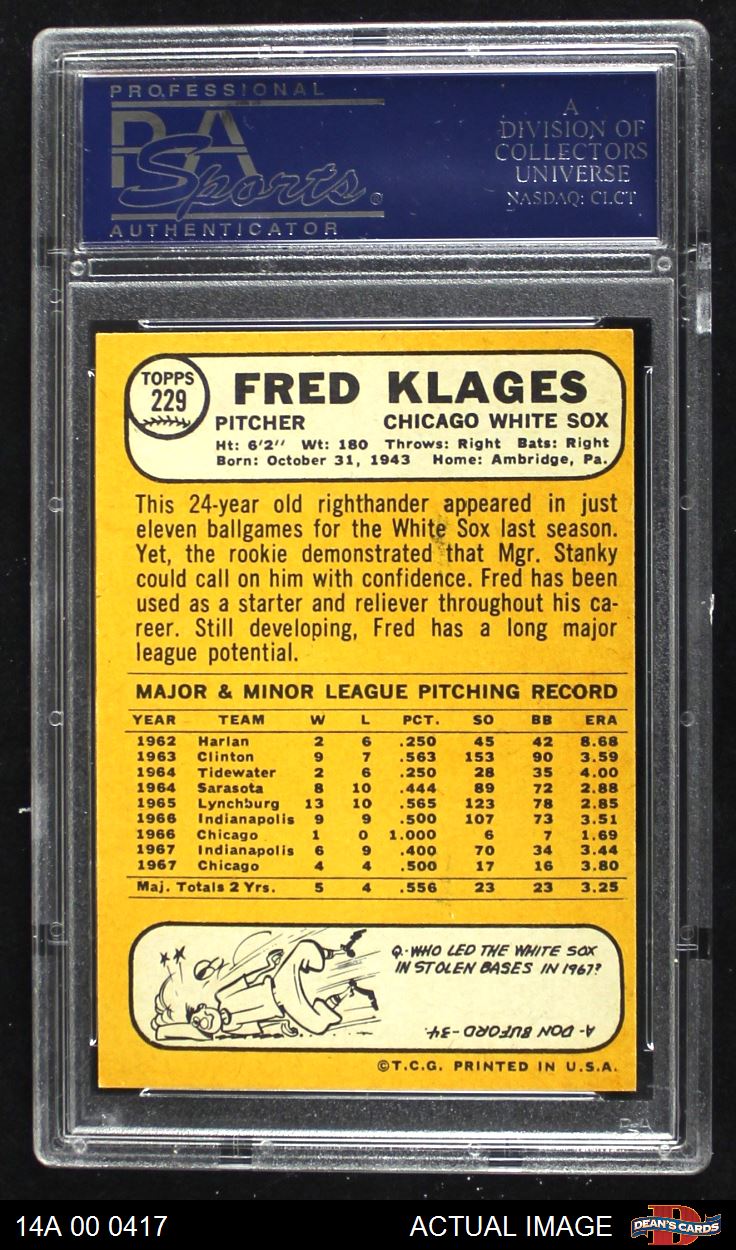 PROFESSIONAL
PSA
Sports
AUTHENTICATOR
A
DIVISION OF
COLLECTORS
UNIVERSE
NASDAQ: CLCT
TOPPS
229
FRED KLAGES
PITCHER CHICAGO WHITE SOX
Ht: 6'2" Wt: 180 Throws: Right Bats: Right
Born: October 31, 1943 Home: Ambridge, Pa.
This 24-year old righthander appeared in just
eleven ballgames for the White Sox last season.
Yet, the rookie demonstrated that Mgr. Stanky
could call on him with confidence. Fred has been
used as a starter and reliever throughout his ca-
reer. Still developing, Fred has a long major
league potential.
MAJOR & MINOR LEAGUE PITCHING RECORD
YEAR TEAM W L PCT. SO BB ERA
1962 Harlan 2 6 .250 45 42 8.68
1963 Clinton 9 7 .563 153 90 3.59
1964 Tidewater 2 6 .250 28 35 4.00
1964 Sarasota 8 10 .444 89 72 2.88
1965 Lynchburg 13 10 .565 123 78 2.85
1966 Indianapolis 9 9 .500 107 73 3.51
1966 Chicago 1 0 1.000 6 7 1.69
1967 Indianapolis 6 9 .400 70 34 3.44
1967 Chicago 4 4 .500 17 16 3.80
Maj. Totals 2 Yrs. 5 4 .556 23 23 3.25
Q-WHO LED THE WHITE SOX
IN STOLEN BASES IN 1967?
A-DON BUFORD-34.
©T.C.G. PRINTED IN U.S.A.
PSA
14A 00 0417 ACTUAL IMAGE
DEAN'S CARDS